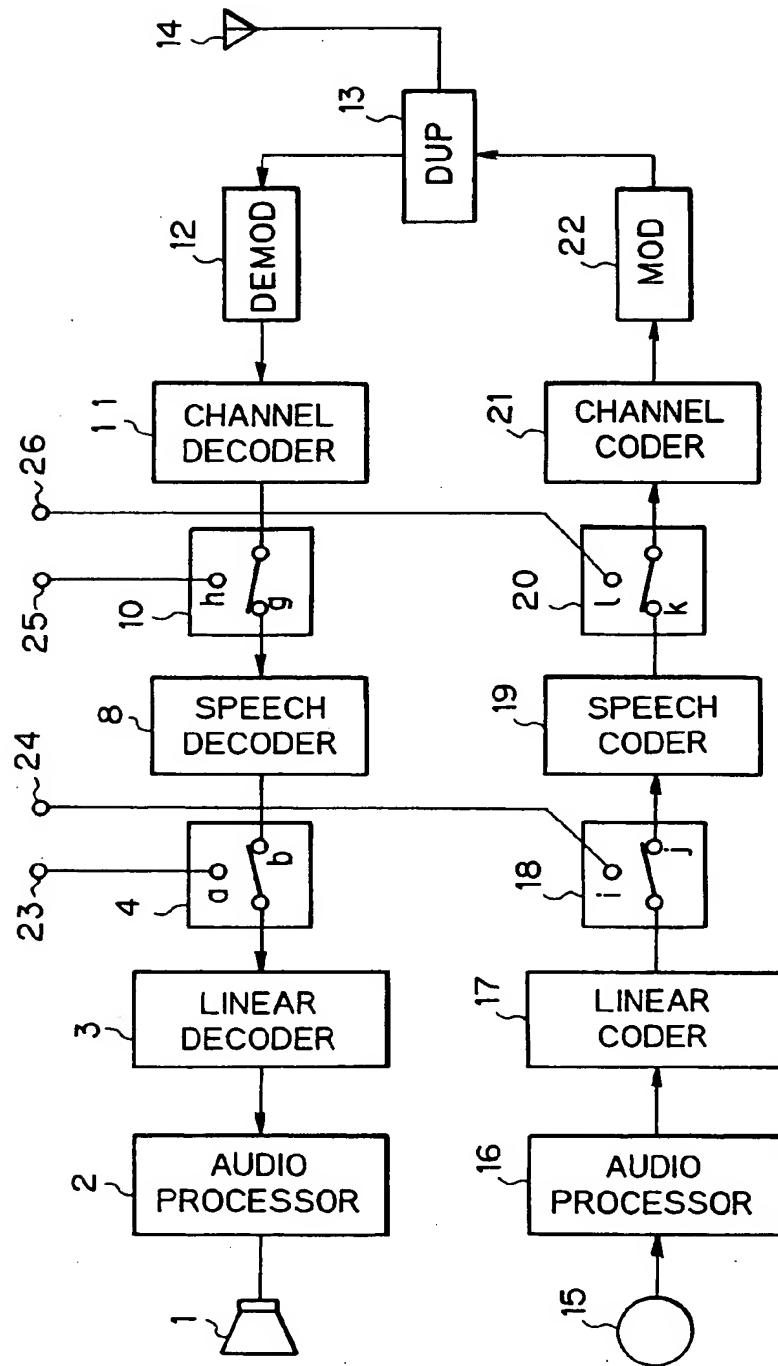 23
24
25
26
14
1
2
AUDIO
PROCESSOR
3
LINEAR
DECODER
4
a
b
8
SPEECH
DECODER
10
h
g
11
CHANNEL
DECODER
12
DEMOD
13
DUP
15
16
AUDIO
PROCESSOR
17
LINEAR
CODER
18
i
j
19
SPEECH
CODER
20
l
k
21
CHANNEL
CODER
22
MOD